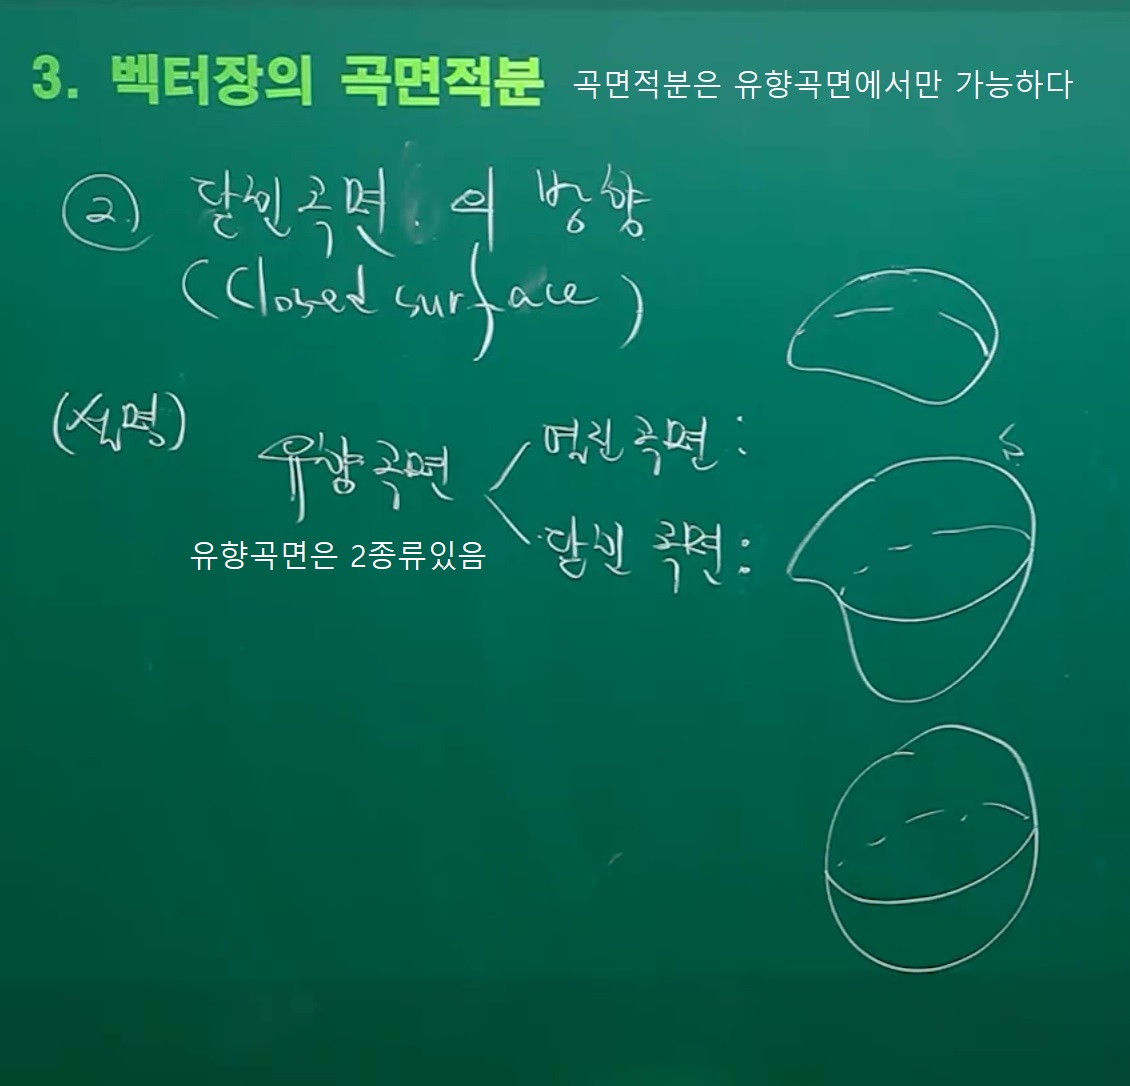 3. 벡터장의 곡면적분 곡면적분은 유향곡면에서만 가능하다
②. 닫힌곡면의 방향
(Closed surface)
(설명)
유향곡면
열린곡면 :
닫힌 곡면 :
유향곡면은 2종류있음
S